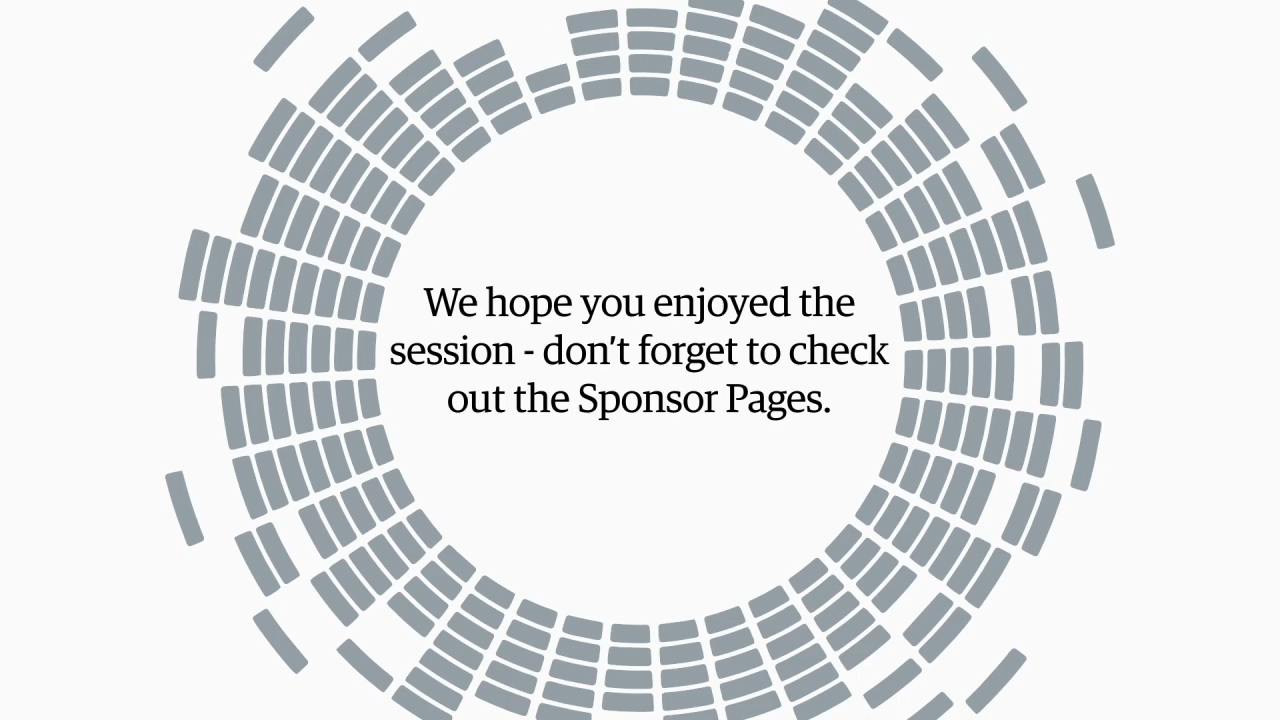 We hope you enjoyed the
session - don't forget to check
out the Sponsor Pages.